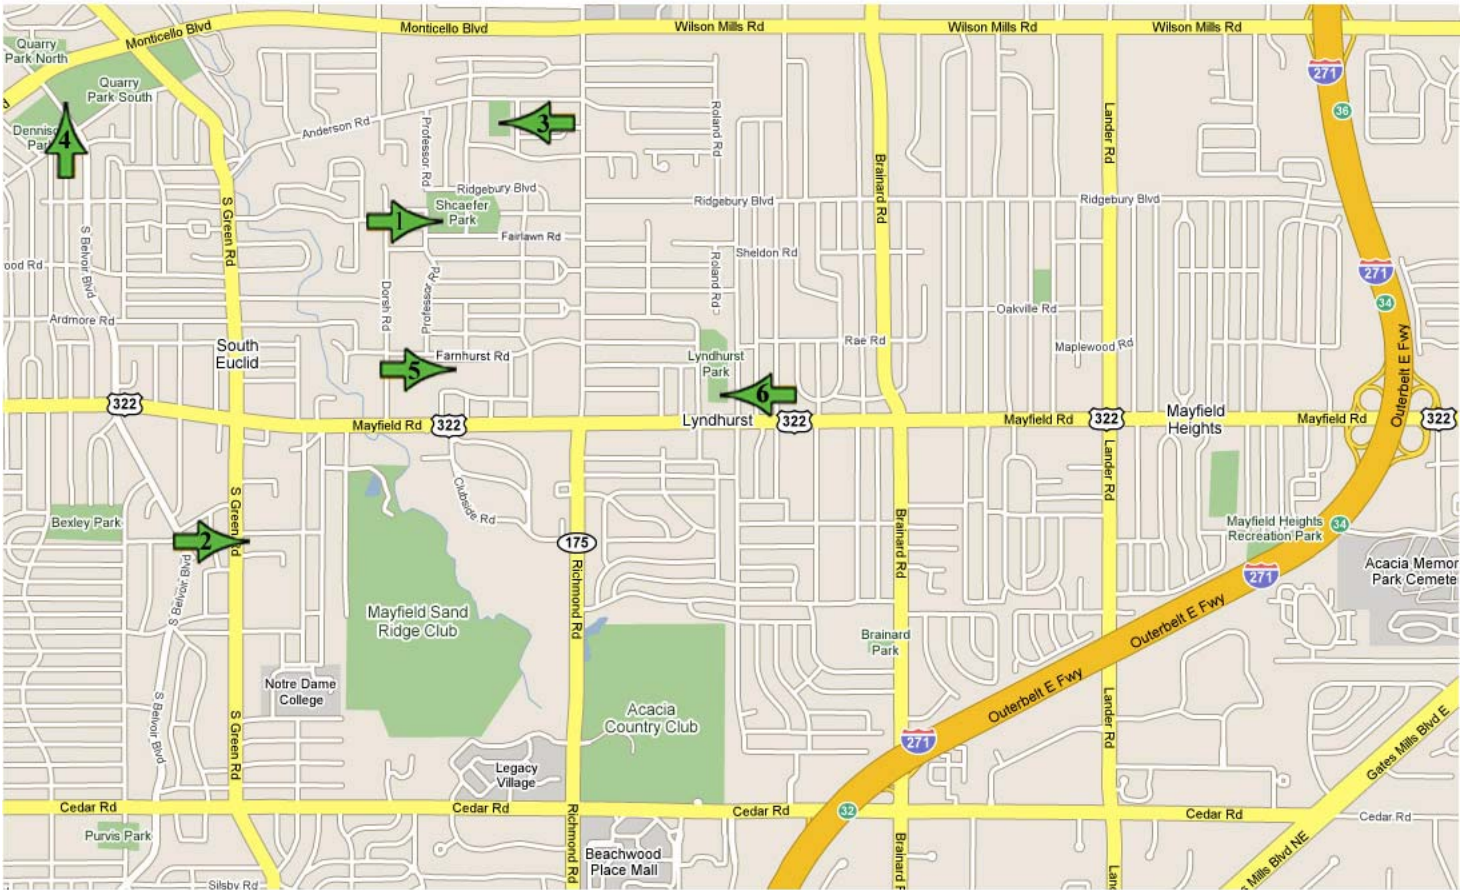 Monticello Blvd
Monticello Blvd
Wilson Mills Rd
Wilson Mills Rd
Wilson Mills Rd
Quarry
Park North
271
Quarry
Park South
36
3
Anderson Rd
Roland Rd
Lander Rd
4
Professor Rd
Brainard Rd
Ridgebury Blvd
Ridgebury Blvd
Ridgebury Blvd
Shcaefer
Park
1
S Green Rd
Fairlawn Rd
S Belvoir Blvd
Sheldon Rd
ood Rd
Roland Rd
271
Dorsh Rd
Professor Rd
34
Oakville Rd
Ardmore Rd
Rae Rd
Maplewood Rd
South
Euclid
Farnhurst Rd
Lyndhurst
Park
5
Outerbelt E Fwy
6
322
Mayfield Rd
322
Lyndhurst
322
Mayfield Rd
322
Mayfield
Heights
Mayfield Rd
322
Lander Rd
Clubside Rd
S Green Rd
Bexley Park
2
175
Brainard Rd
Mayfield Heights
Recreation Park
34
271
Acacia Memor
Park Cemete
S Belvoir Blvd
Richmond Rd
Mayfield Sand
Ridge Club
Outerbelt E Fwy
Brainard
Park
Notre Dame
College
Outerbelt E Fwy
S Belvoir Blvd
S Green Rd
Acacia
Country Club
Lander Rd
271
Gates Mills Blvd E
Legacy
Village
Cedar Rd
Cedar Rd
Cedar Rd
32
Cedar Rd
Cedar Rd
Purvis Park
Richmond Rd
Beachwood
Place Mall
Brainard
Mills Blvd NE
Silsby Rd